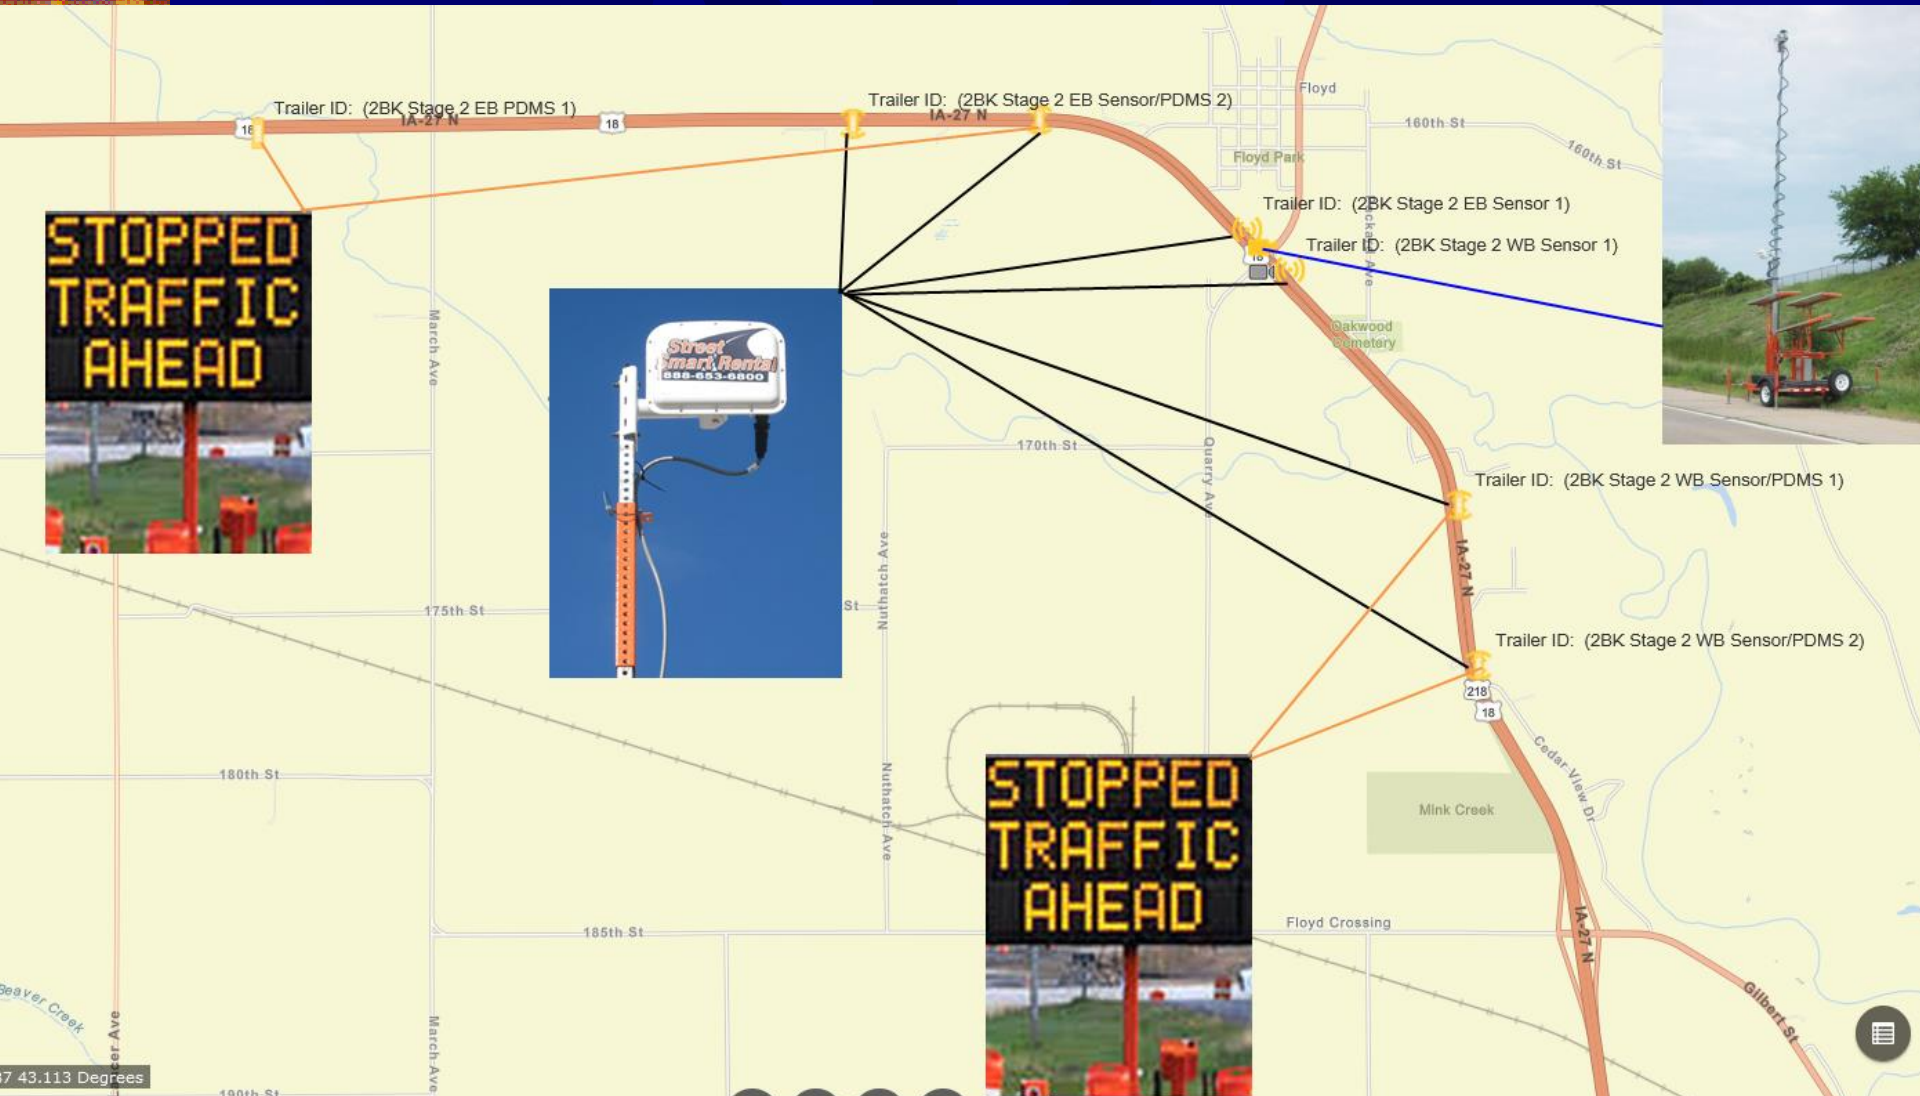 Floyd
Trailer ID: (2BK Stage 2 EB PDMS 1)
Trailer ID: (2BK Stage 2 EB Sensor/PDMS 2)
18
IA-27 N
18
IA-27 N
160th St
160th St
Floyd Park
Trailer ID: (2BK Stage 2 EB Sensor 1)
Trailer ID: (2BK Stage 2 WB Sensor 1)
18
STOPPED
TRAFFIC
AHEAD
March Ave
Oakwood
Cemetery
Street
Smart Rental
888-653-6800
170th St
Quarry Ave
Trailer ID: (2BK Stage 2 WB Sensor/PDMS 1)
IA-27 N
Nuthatch Ave
175th St
St
Trailer ID: (2BK Stage 2 WB Sensor/PDMS 2)
218
18
Cedar View Dr
180th St
Nuthatch Ave
STOPPED
TRAFFIC
AHEAD
Mink Creek
185th St
Floyd Crossing
IA-27 N
Gilbert St
Beaver Creek
March Ave
37 43.113 Degrees
190th St